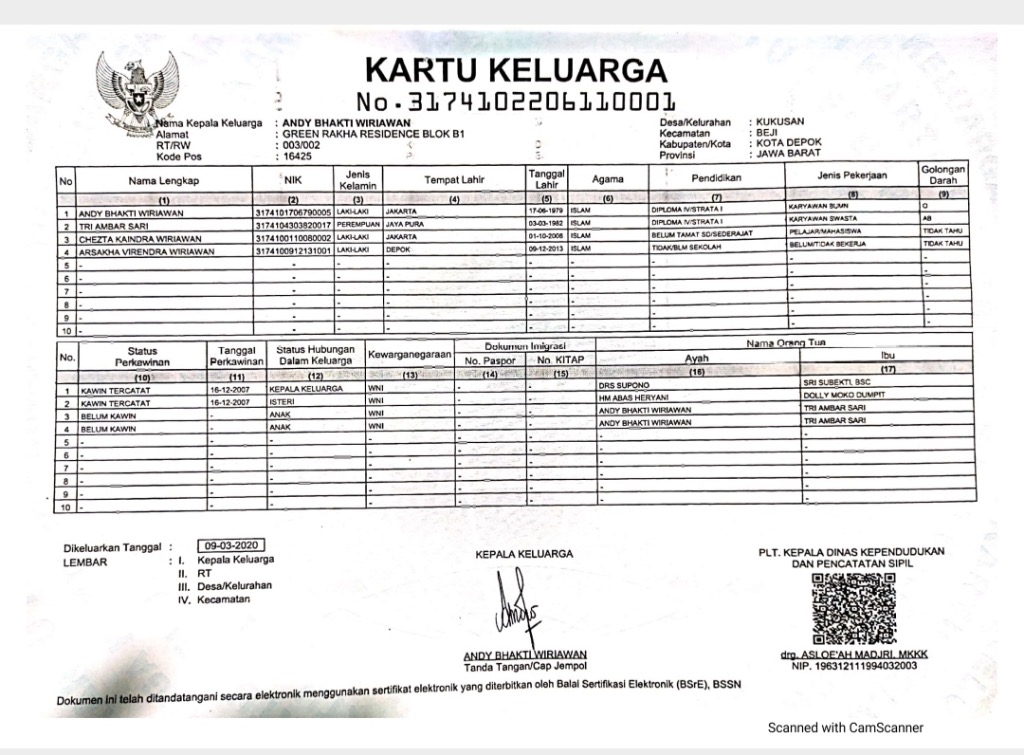 KARTU KELUARGA
No.3174102206110001
Nama Kepala Keluarga : ANDY BHAKTI WIRIAWAN
Alamat : GREEN RAKHA RESIDENCE BLOK B1
RT/RW : 003/002
Kode Pos : 16425
Desa/Kelurahan : KUKUSAN
Kecamatan : BEJI
Kabupaten/Kota : KOTA DEPOK
Provinsi : JAWA BARAT
No Nama Lengkap NIK Jenis Kelamin Tempat Lahir Tanggal Lahir Agama Pendidikan Jenis Pekerjaan Golongan Darah
(1) (2) (3) (4) (5) (6) (7) (8) (9)
1 ANDY BHAKTI WIRIAWAN 3174101706790005 LAKI-LAKI JAKARTA 17-06-1979 ISLAM DIPLOMA IV/STRATA I KARYAWAN BUMN O
2 TRI AMBAR SARI 3174104303820017 PEREMPUAN JAYA PURA 03-03-1982 ISLAM DIPLOMA IV/STRATA I KARYAWAN SWASTA AB
3 CHEZTA KAINDRA WIRIAWAN 3174100110080002 LAKI-LAKI JAKARTA 01-10-2008 ISLAM BELUM TAMAT SD/SEDERAJAT PELAJAR/MAHASISWA TIDAK TAHU
4 ARSAKHA VIRENDRA WIRIAWAN 3174100912131001 LAKI-LAKI DEPOK 09-12-2013 ISLAM TIDAK/BLM SEKOLAH BELUM/TIDAK BEKERJA TIDAK TAHU
5 - - - - - - - - -
6 - - - - - - - - -
7 - - - - - - - - -
8 - - - - - - - - -
9 - - - - - - - - -
10 - - - - - - - - -
No. Status Perkawinan Tanggal Perkawinan Status Hubungan Dalam Keluarga Kewarganegaraan Dokumen Imigrasi Nama Orang Tua
No. Paspor No. KITAP Ayah Ibu
(10) (11) (12) (13) (14) (15) (16) (17)
1 KAWIN TERCATAT 16-12-2007 KEPALA KELUARGA WNI - - DRS SUPONO SRI SUBEKTI, BSC
2 KAWIN TERCATAT 16-12-2007 ISTERI WNI - - HM ABAS HERYANI DOLLY MOKO DUMPIT
3 BELUM KAWIN ANAK WNI - - ANDY BHAKTI WIRIAWAN TRI AMBAR SARI
4 BELUM KAWIN ANAK WNI - - ANDY BHAKTI WIRIAWAN TRI AMBAR SARI
5 - - - - - - - -
6 - - - - - - - -
7 - - - - - - - -
8 - - - - - - - -
9 - - - - - - - -
10 - - - - - - - -
Dikeluarkan Tanggal : 09-03-2020
LEMBAR : I. Kepala Keluarga
II. RT
III. Desa/Kelurahan
IV. Kecamatan
KEPALA KELUARGA
ANDY BHAKTI WIRIAWAN
Tanda Tangan/Cap Jempol
PLT. KEPALA DINAS KEPENDUDUKAN
DAN PENCATATAN SIPIL
drg. ASLOE'AH MADJRI, MKKK
NIP. 196312111994032003
Dokumen ini telah ditandatangani secara elektronik menggunakan sertifikat elektronik yang diterbitkan oleh Balai Sertifikasi Elektronik (BSrE), BSSN
Scanned with CamScanner